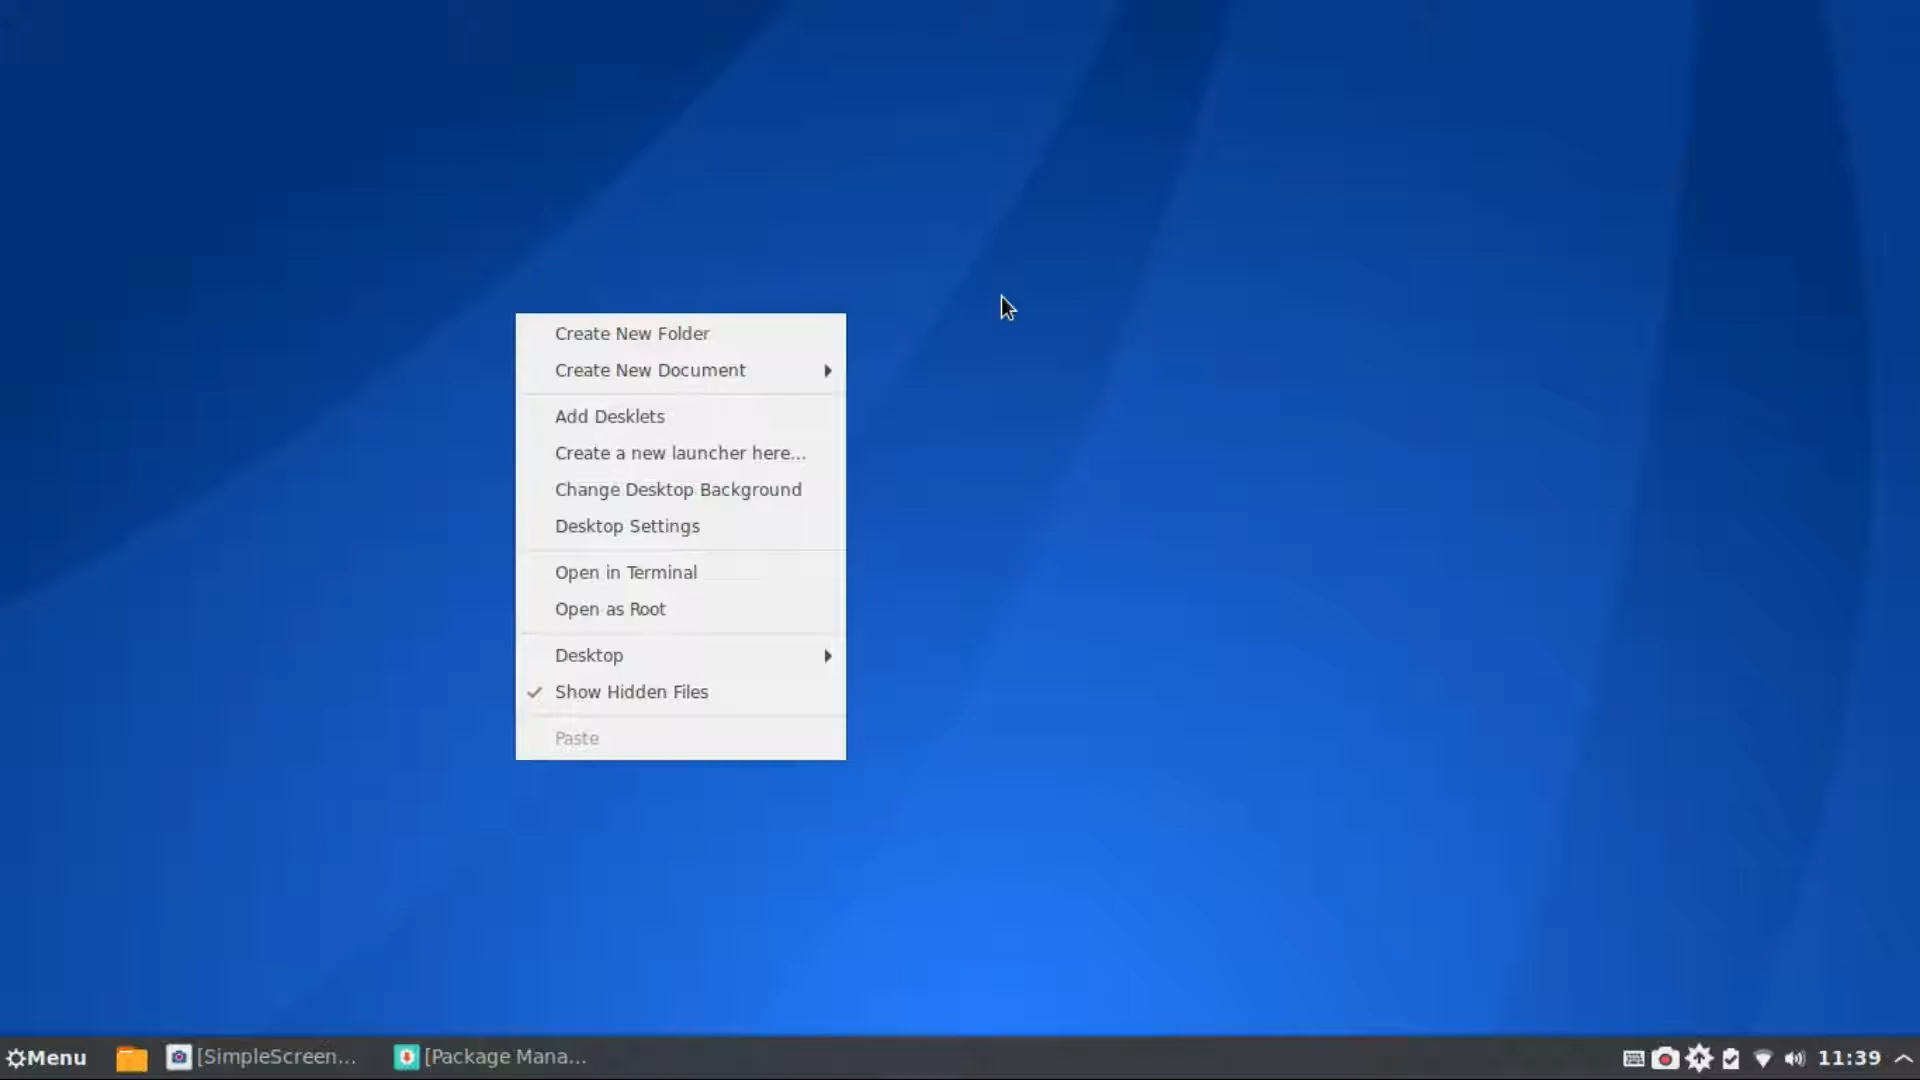 Create New Folder
Create New Document
Add Desklets
Create a new launcher here...
Change Desktop Background
Desktop Settings
Open in Terminal
Open as Root
Desktop
Show Hidden Files
Paste
Menu [SimpleScreen... [Package Mana... 11:39